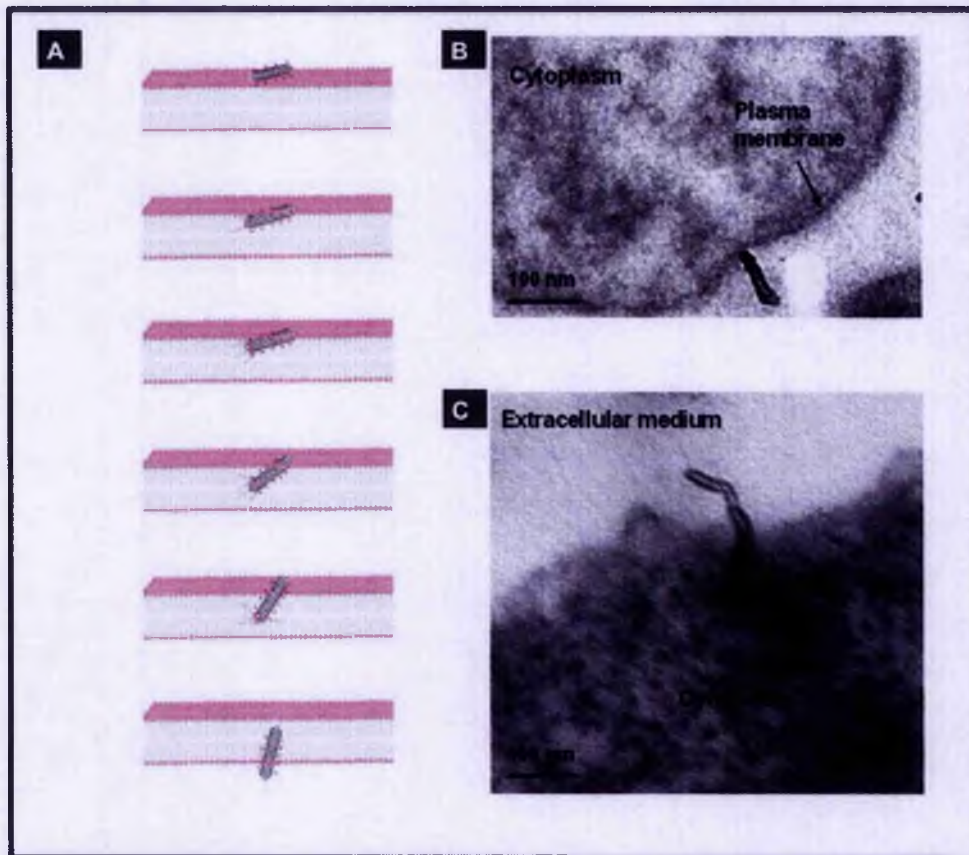 A
B
Cytoplasm
Plasma
membrane
100 nm
C
Extracellular medium